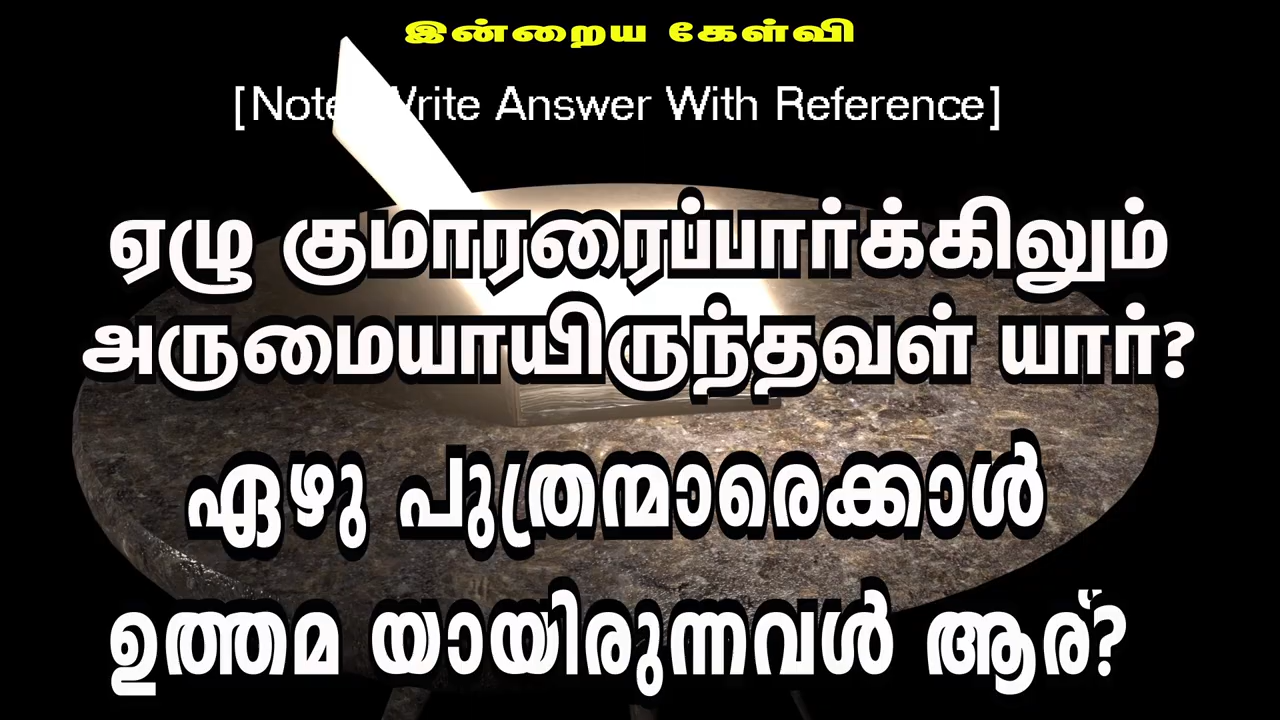 இன்றைய கேள்வி
[Note: Write Answer With Reference]
ஏழு குமாரரைப்பார்க்கிலும்
அருமையாயிருந்தவள் யார்?
ഏഴു പുത്രന്മാരെക്കാൾ
ഉത്തമ യായിരുന്നവൾ ആര്?